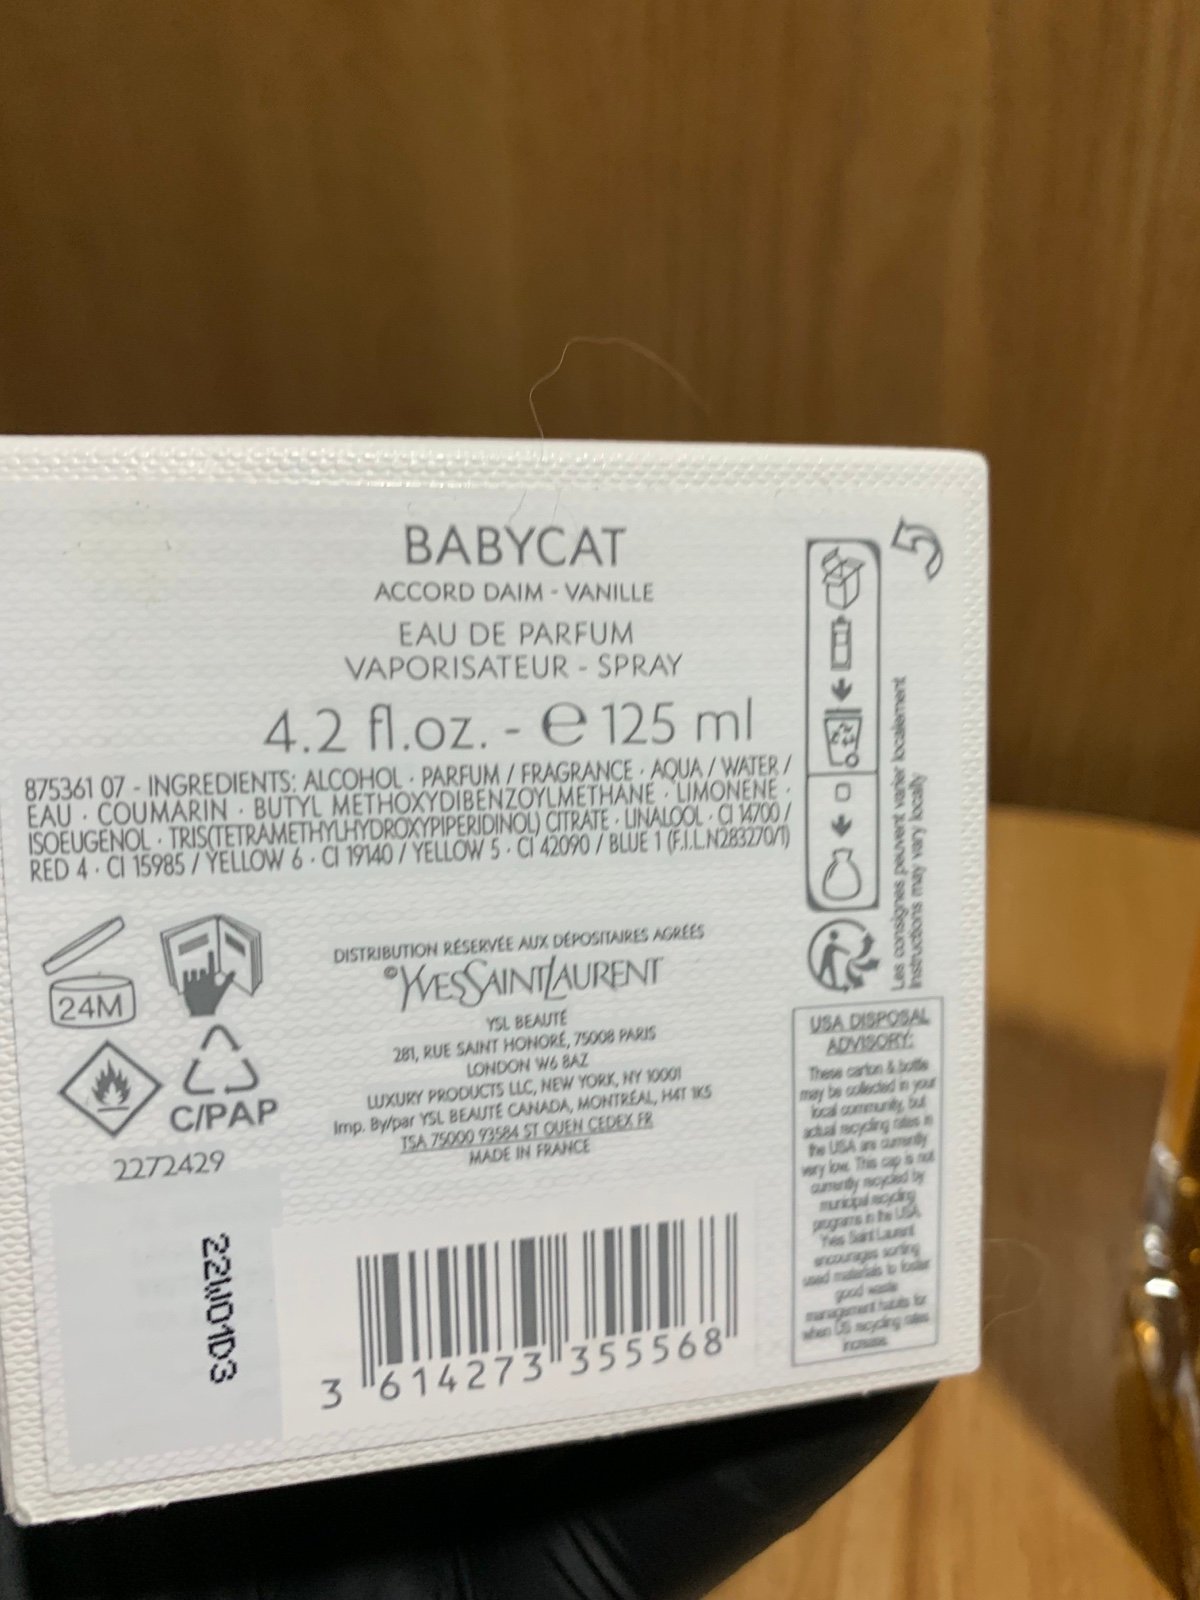 BABYCAT
ACCORD DAIM - VANILLE
EAU DE PARFUM
VAPORISATEUR - SPRAY
4.2 fl.oz. - e 125 ml
875361 07 - INGREDIENTS: ALCOHOL · PARFUM / FRAGRANCE · AQUA / WATER /
EAU · COUMARIN · BUTYL METHOXYDIBENZOYLMETHANE · LIMONENE ·
ISOEUGENOL · TRIS(TETRAMETHYLHYDROXYPIPERIDINOL) CITRATE · LINALOOL · CI 14700 /
RED 4 · CI 15985 / YELLOW 6 · CI 19140 / YELLOW 5 · CI 42090 / BLUE 1 (F.I.L.N283270/1)
24M
C/PAP
2272429
DISTRIBUTION RÉSERVÉE AUX DÉPOSITAIRES AGRÉÉS
©YVESSAINTLAURENT
YSL BEAUTÉ
281, RUE SAINT HONORÉ, 75008 PARIS
LONDON W6 8AZ
LUXURY PRODUCTS LLC, NEW YORK, NY 10001
Imp. By/par YSL BEAUTÉ CANADA, MONTRÉAL, H4T 1K5
TSA 75000 93584 ST OUEN CEDEX FR
MADE IN FRANCE
22W01D3
3 614273 355568
Les consignes peuvent varier localement
Instructions may vary locally
USA DISPOSAL
ADVISORY:
These carton & bottle
may be collected in your
local community, but
actual recycling rates in
the USA are currently
very low. This cap is not
currently recycled by
municipal recycling
programs in the USA.
Yves Saint Laurent
encourages sorting
used materials to foster
good waste
management habits for
when US recycling rates
increase.